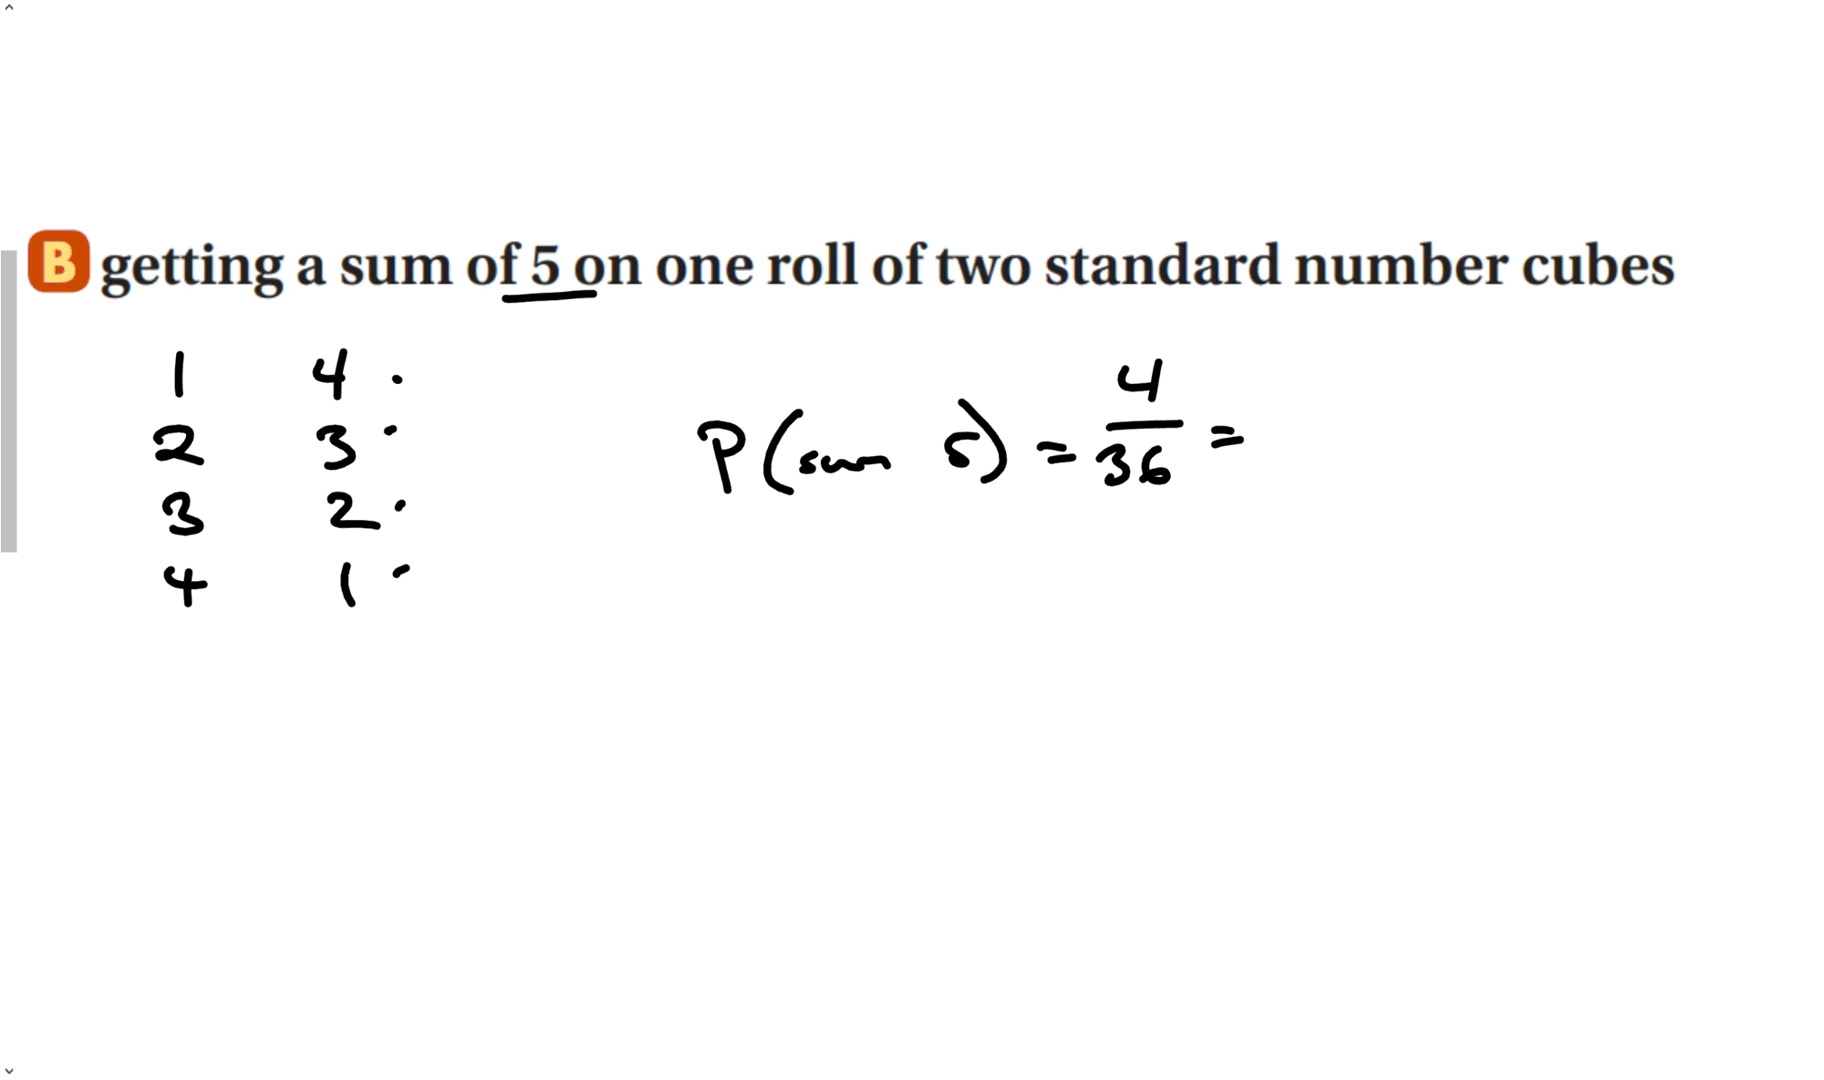 B getting a sum of 5 on one roll of two standard number cubes
1 4 .
2 3 .
3 2 .
4 1 .
P(sum 5) = 4/36 =